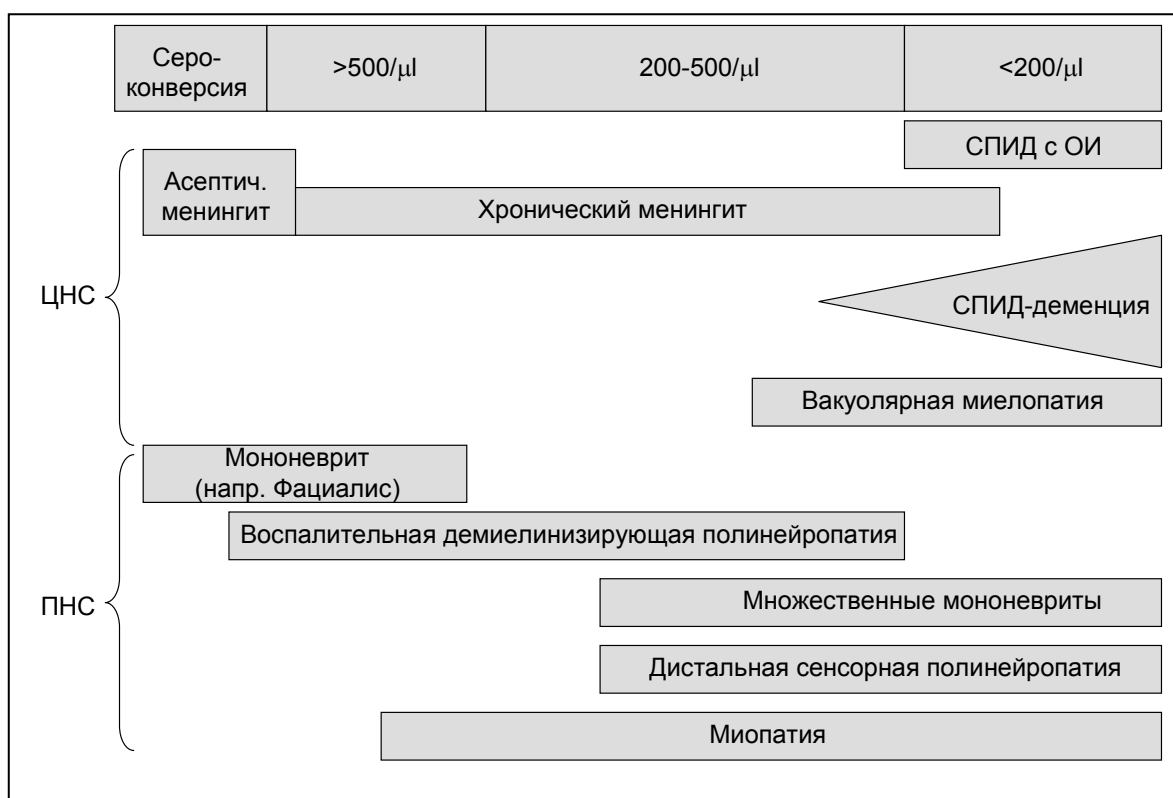 Серо-
конверсия
>500/μl
200-500/μl
<200/μl
СПИД с ОИ
Асептич.
менингит
Хронический менингит
ЦНС
СПИД-деменция
Вакуолярная миелопатия
Мононеврит
(напр. Фациалис)
Воспалительная демиелинизирующая полинейропатия
ПНС
Множественные мононевриты
Дистальная сенсорная полинейропатия
Миопатия